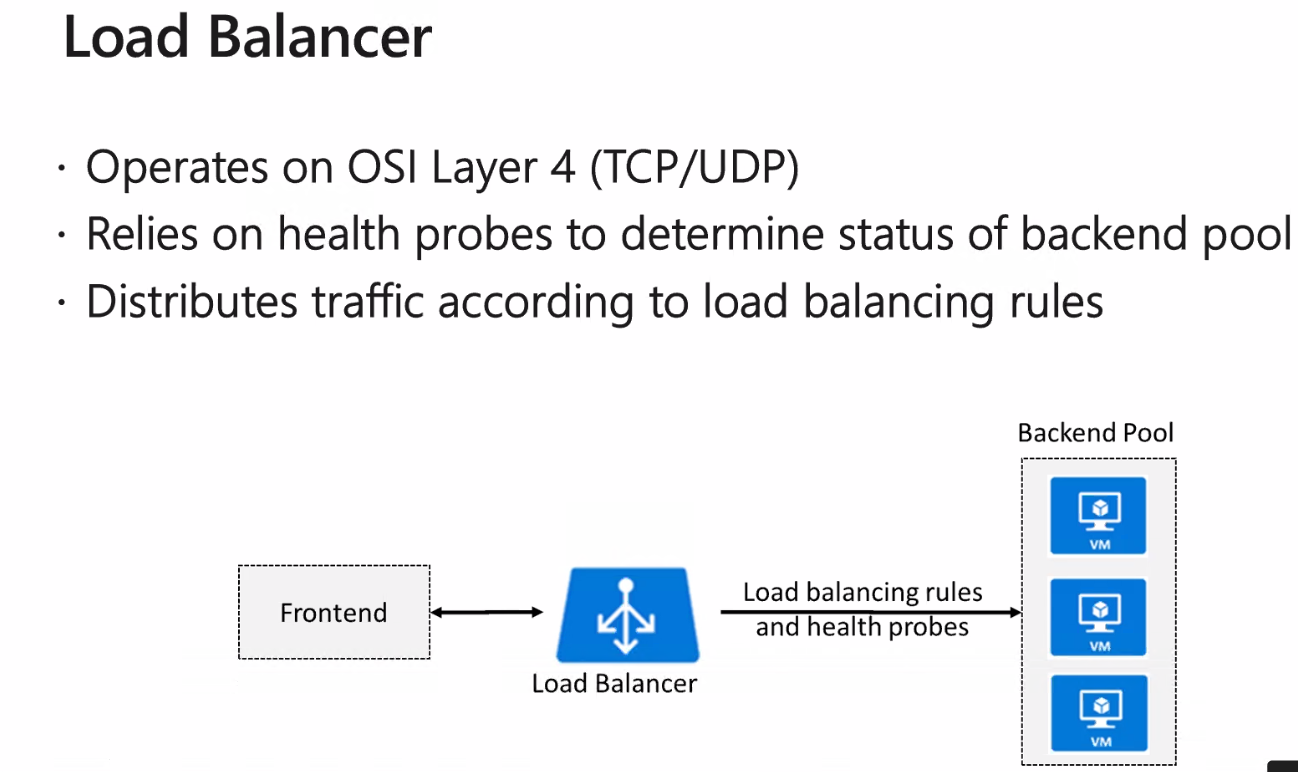 Load Balancer
· Operates on OSI Layer 4 (TCP/UDP)
· Relies on health probes to determine status of backend pool
· Distributes traffic according to load balancing rules
Backend Pool
VM
Frontend
Load balancing rules
and health probes
VM
Load Balancer
VM